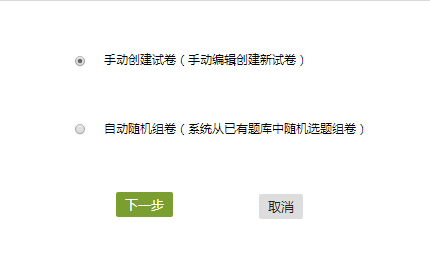 手动创建试卷（手动编辑创建新试卷）
自动随机组卷（系统从已有题库中随机选题组卷）
下一步 取消